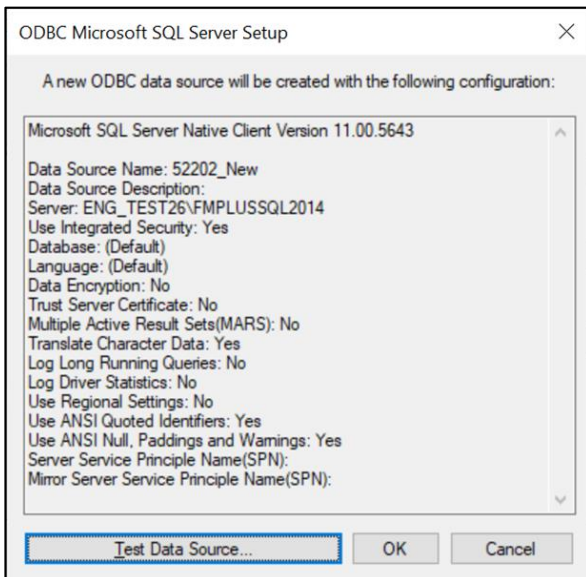 ODBC Microsoft SQL Server Setup
A new ODBC data source will be created with the following configuration:
Microsoft SQL Server Native Client Version 11.00.5643
Data Source Name: 52202_New
Data Source Description:
Server: ENG_TEST26\FMPLUSSQL2014
Use Integrated Security: Yes
Database: (Default)
Language: (Default)
Data Encryption: No
Trust Server Certificate: No
Multiple Active Result Sets(MARS): No
Translate Character Data: Yes
Log Long Running Queries: No
Log Driver Statistics: No
Use Regional Settings: No
Use ANSI Quoted Identifiers: Yes
Use ANSI Null, Paddings and Warnings: Yes
Server Service Principle Name(SPN):
Mirror Server Service Principle Name(SPN):
Test Data Source... OK Cancel